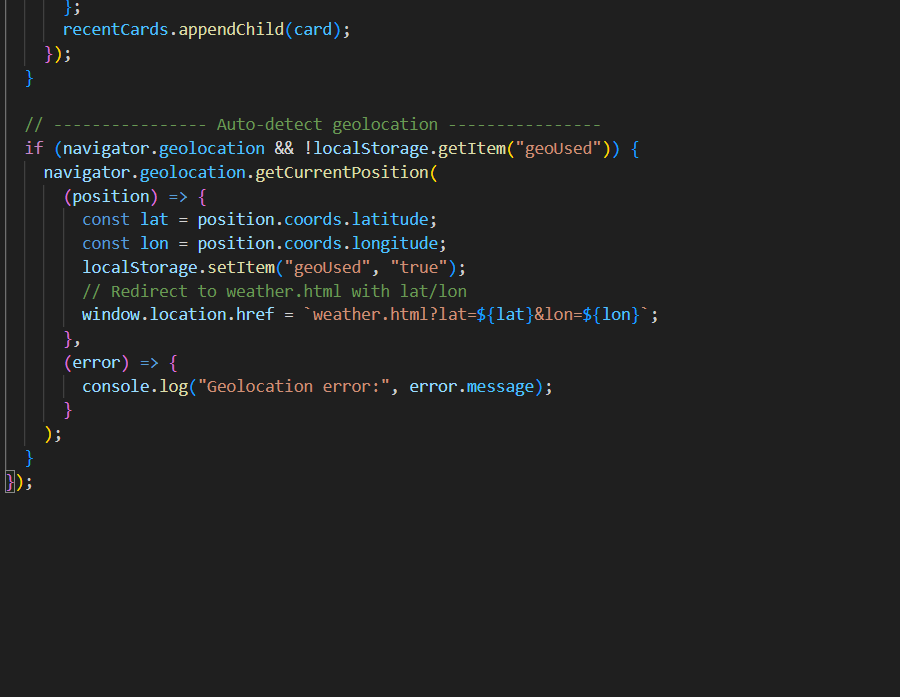 };
recentCards.appendChild(card);
});
}
// ---------------- Auto-detect geolocation ----------------
if (navigator.geolocation && !localStorage.getItem("geoUsed")) {
navigator.geolocation.getCurrentPosition(
(position) => {
const lat = position.coords.latitude;
const lon = position.coords.longitude;
localStorage.setItem("geoUsed", "true");
// Redirect to weather.html with lat/lon
window.location.href = `weather.html?lat=${lat}&lon=${lon}`;
},
(error) => {
console.log("Geolocation error:", error.message);
}
);
}
});